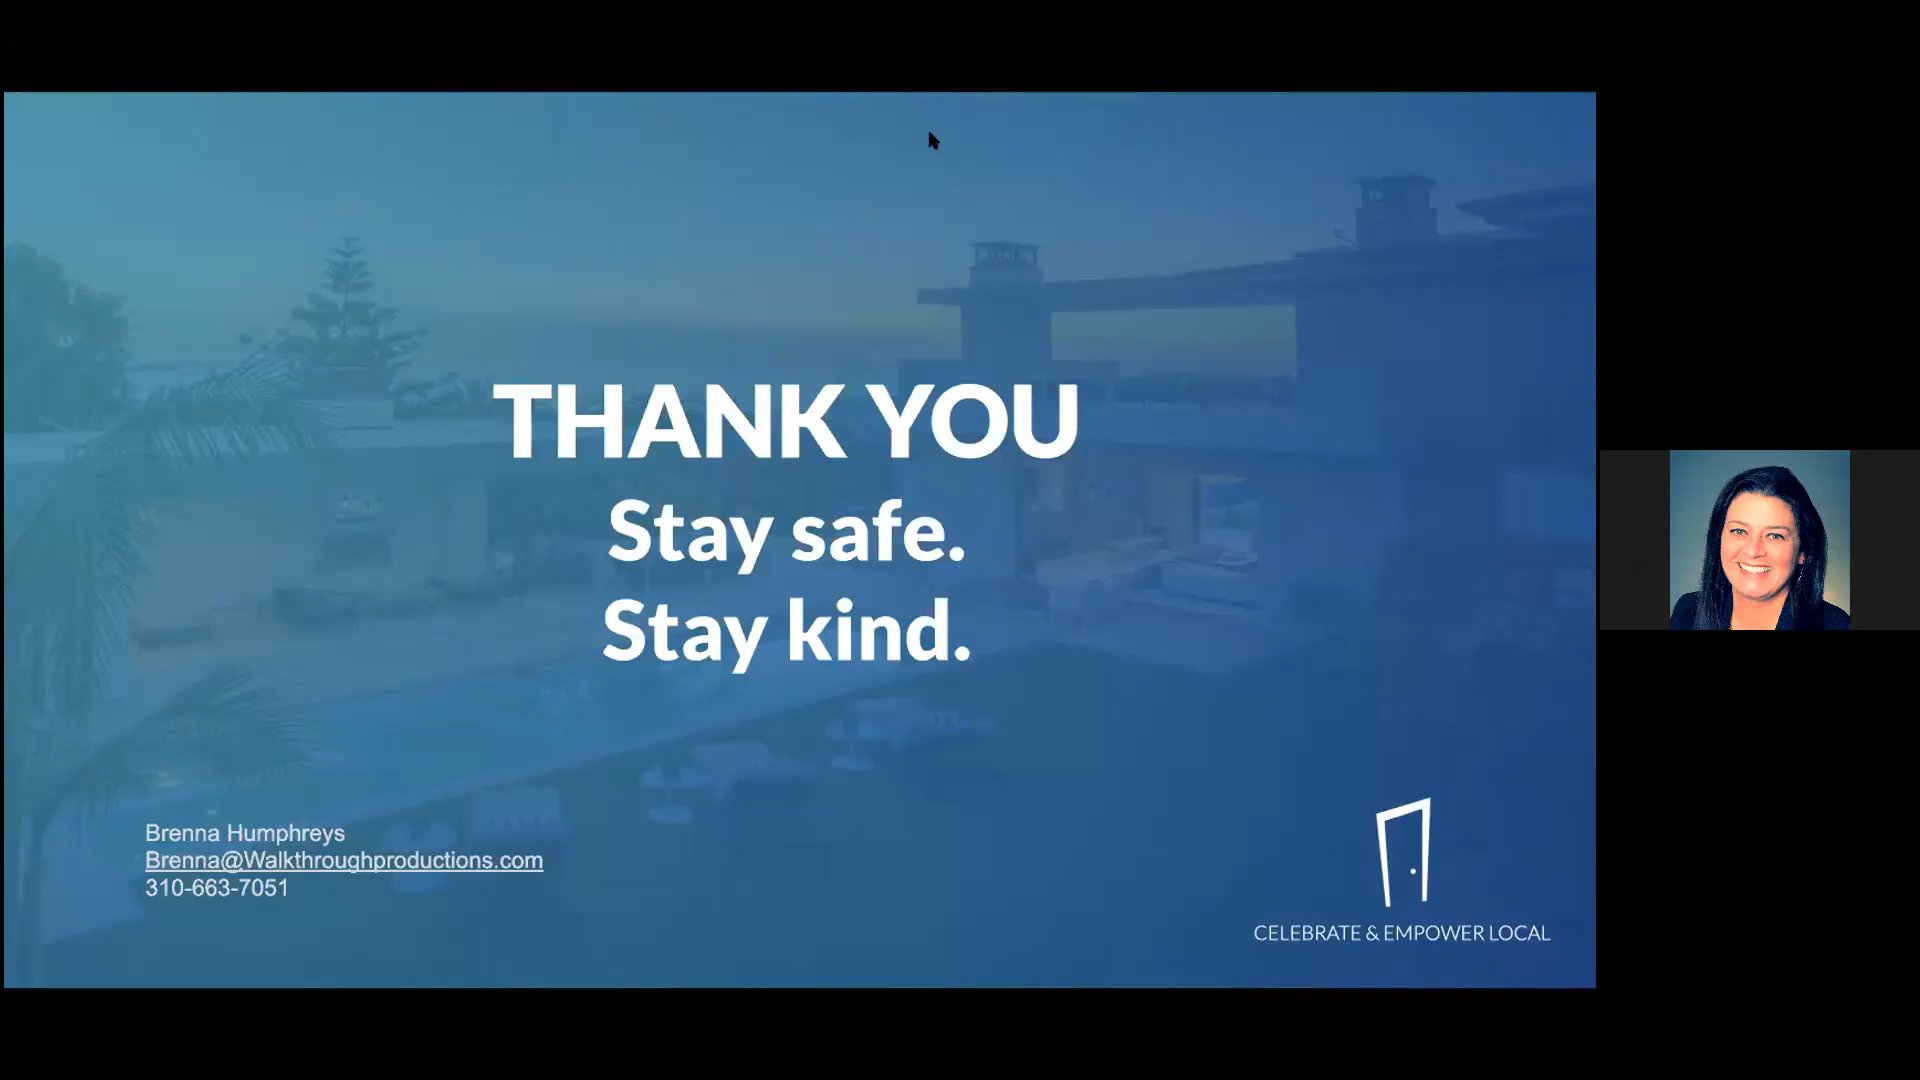 THANK YOU
Stay safe.
Stay kind.
Brenna Humphreys
Brenna@Walkthroughproductions.com
310-663-7051
CELEBRATE & EMPOWER LOCAL